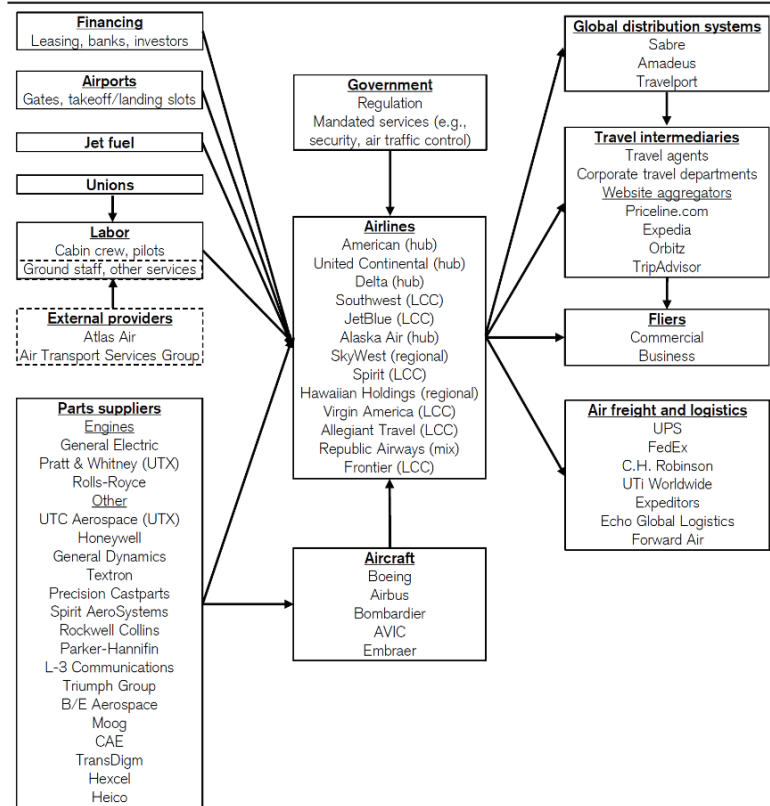 Financing
Leasing, banks, investors
Airports
Gates, takeoff/landing slots
Jet fuel
Unions
Labor
Cabin crew, pilots
Ground staff, other services
External providers
Atlas Air
Air Transport Services Group
Parts suppliers
Engines
General Electric
Pratt & Whitney (UTX)
Rolls-Royce
Other
UTC Aerospace (UTX)
Honeywell
General Dynamics
Textron
Precision Castparts
Spirit AeroSystems
Rockwell Collins
Parker-Hannifin
L-3 Communications
Triumph Group
B/E Aerospace
Moog
CAE
TransDigm
Hexcel
Heico
Government
Regulation
Mandated services (e.g.,
security, air traffic control)
Airlines
American (hub)
United Continental (hub)
Delta (hub)
Southwest (LCC)
JetBlue (LCC)
Alaska Air (hub)
SkyWest (regional)
Spirit (LCC)
Hawaiian Holdings (regional)
Virgin America (LCC)
Allegiant Travel (LCC)
Republic Airways (mix)
Frontier (LCC)
Aircraft
Boeing
Airbus
Bombardier
AVIC
Embraer
Global distribution systems
Sabre
Amadeus
Travelport
Travel intermediaries
Travel agents
Corporate travel departments
Website aggregators
Priceline.com
Expedia
Orbitz
TripAdvisor
Fliers
Commercial
Business
Air freight and logistics
UPS
FedEx
C.H. Robinson
UTi Worldwide
Expeditors
Echo Global Logistics
Forward Air